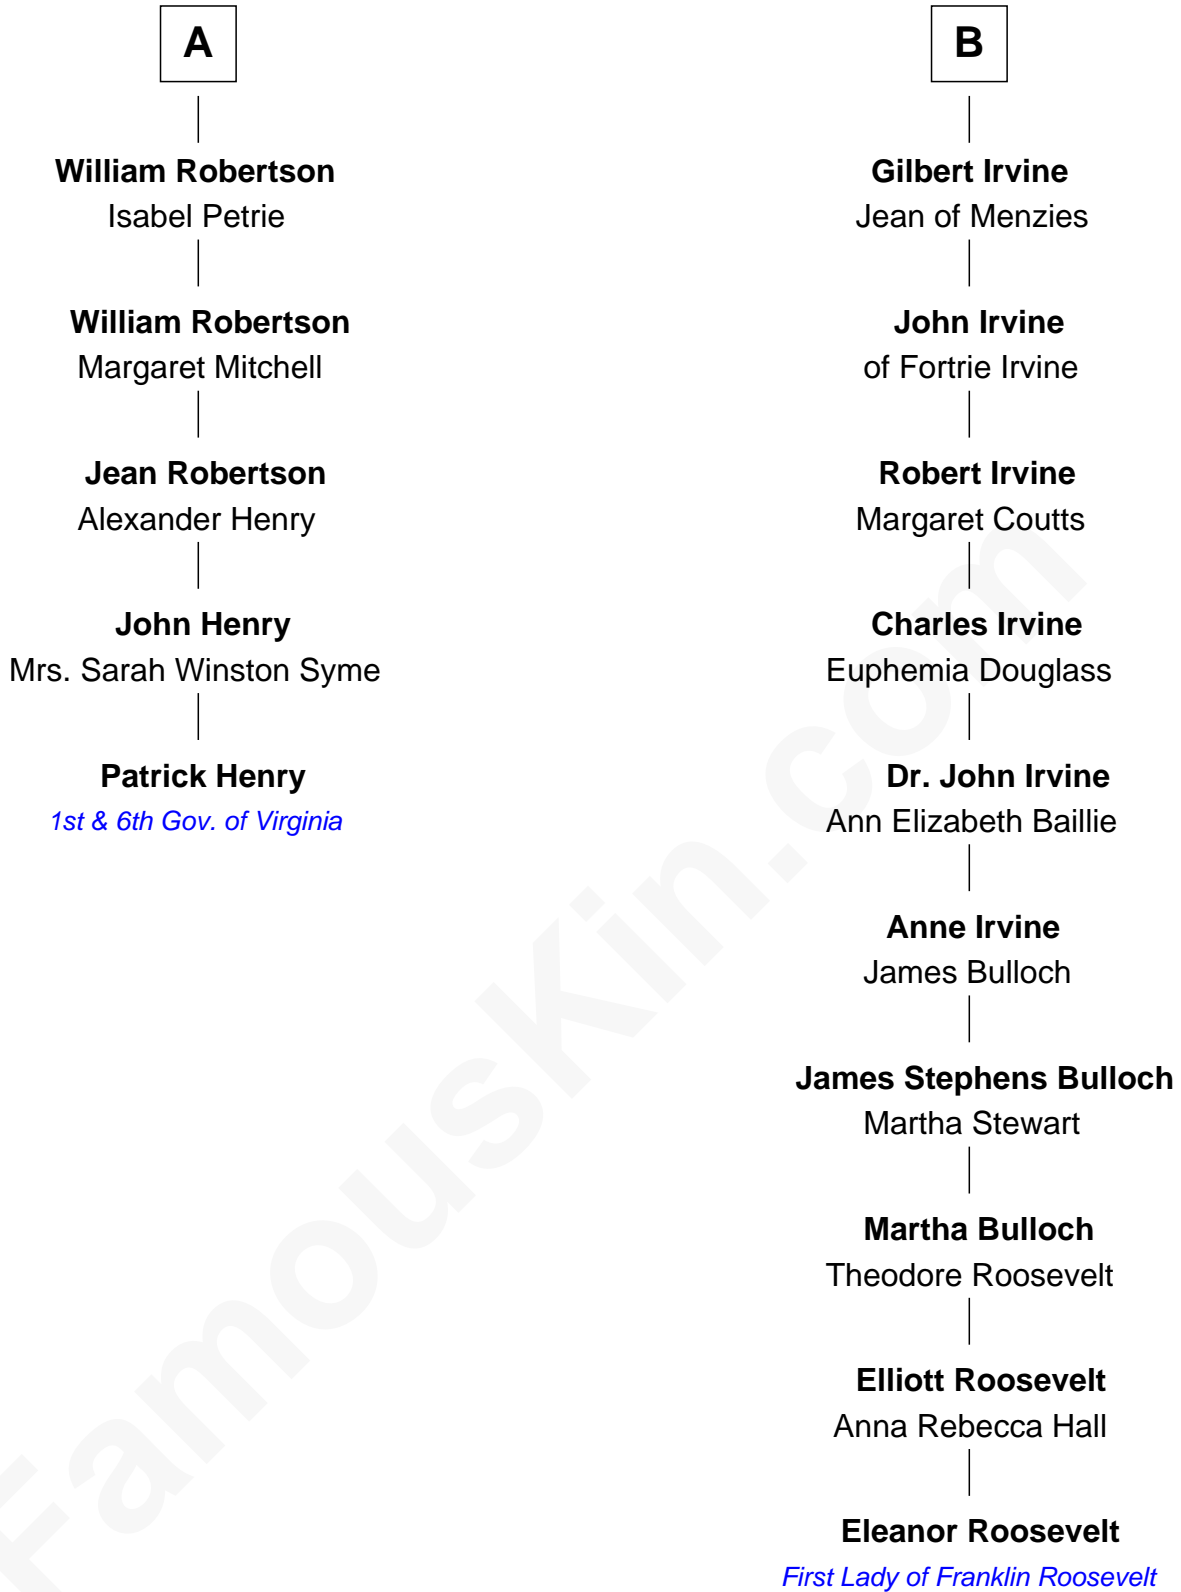 A
William Robertson
Isabel Petrie
William Robertson
Margaret Mitchell
Jean Robertson
Alexander Henry
John Henry
Mrs. Sarah Winston Syme
Patrick Henry
1st & 6th Gov. of Virginia
B
Gilbert Irvine
Jean of Menzies
John Irvine
of Fortrie Irvine
Robert Irvine
Margaret Coutts
Charles Irvine
Euphemia Douglass
Dr. John Irvine
Ann Elizabeth Baillie
Anne Irvine
James Bulloch
James Stephens Bulloch
Martha Stewart
Martha Bulloch
Theodore Roosevelt
Elliott Roosevelt
Anna Rebecca Hall
Eleanor Roosevelt
First Lady of Franklin Roosevelt
FamousKin.com